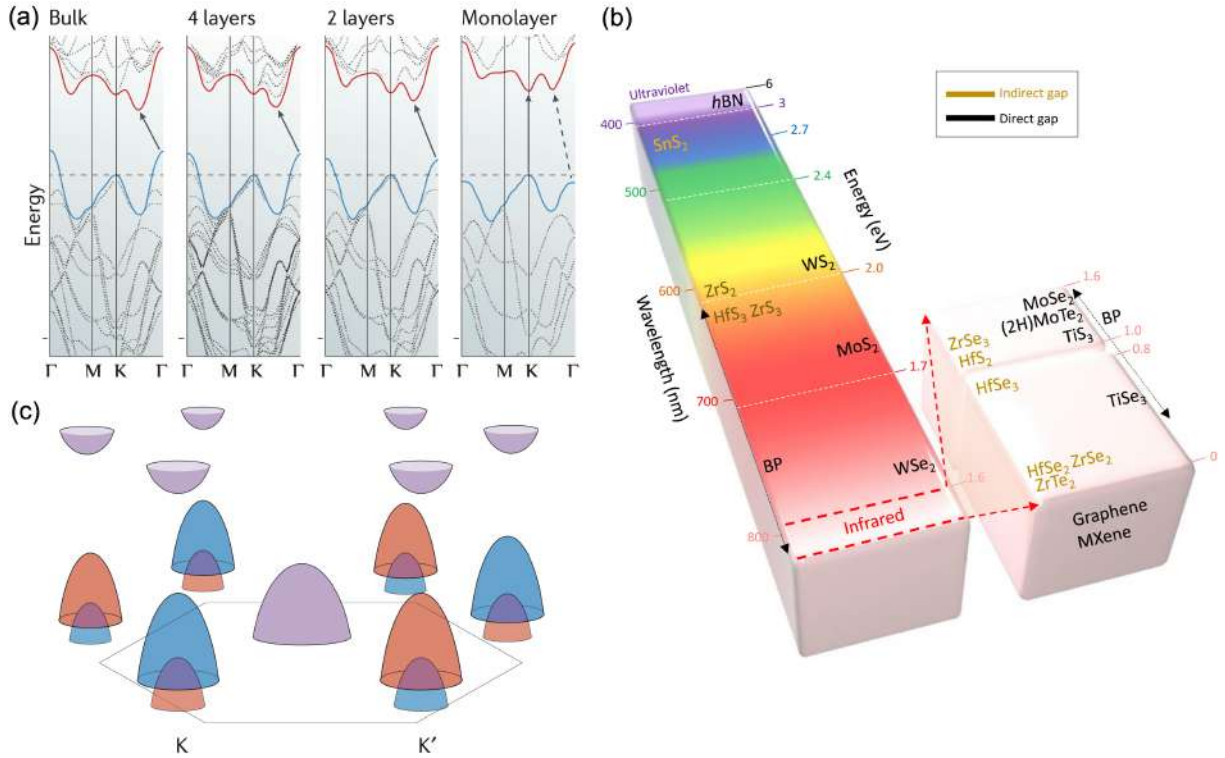 (a)
Bulk
4 layers
2 layers
Monolayer
Energy
Γ M K Γ
Γ M K Γ
Γ M K Γ
Γ M K Γ
(b)
Indirect gap
Direct gap
Ultraviolet
hBN
6
3
400
SnS₂
2.7
500
2.4
Energy (eV)
WS₂
2.0
600
ZrS₂
HfS₃ ZrS₃
Wavelength (nm)
MoS₂
1.7
700
BP
WSe₂
1.6
Infrared
800
1.6
MoSe₂
(2H)MoTe₂
BP
TiS₃
1.0
0.8
ZrSe₃
HfS₂
HfSe₃
TiSe₃
HfSe₂ ZrSe₂
ZrTe₂
0
Graphene
MXene
(c)
K
K′